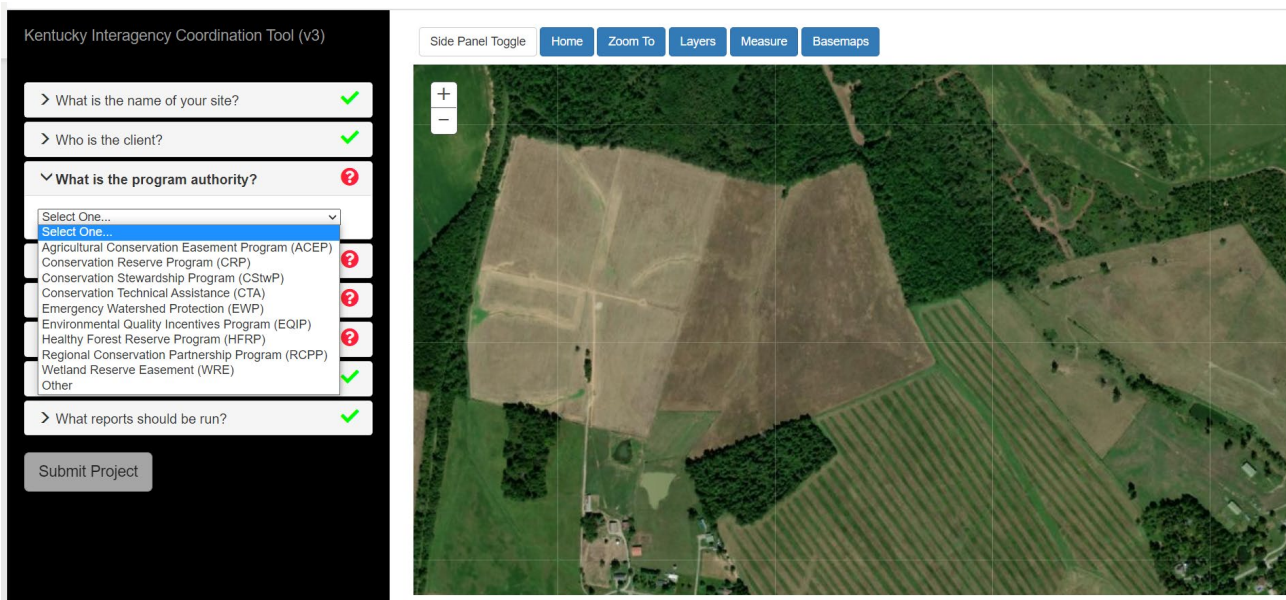 Kentucky Interagency Coordination Tool (v3)
Side Panel Toggle
Home
Zoom To
Layers
Measure
Basemaps
What is the name of your site?
Who is the client?
What is the program authority?
Select One...
Select One...
Agricultural Conservation Easement Program (ACEP)
Conservation Reserve Program (CRP)
Conservation Stewardship Program (CStwP)
Conservation Technical Assistance (CTA)
Emergency Watershed Protection (EWP)
Environmental Quality Incentives Program (EQIP)
Healthy Forest Reserve Program (HFRP)
Regional Conservation Partnership Program (RCPP)
Wetland Reserve Easement (WRE)
Other
What reports should be run?
Submit Project